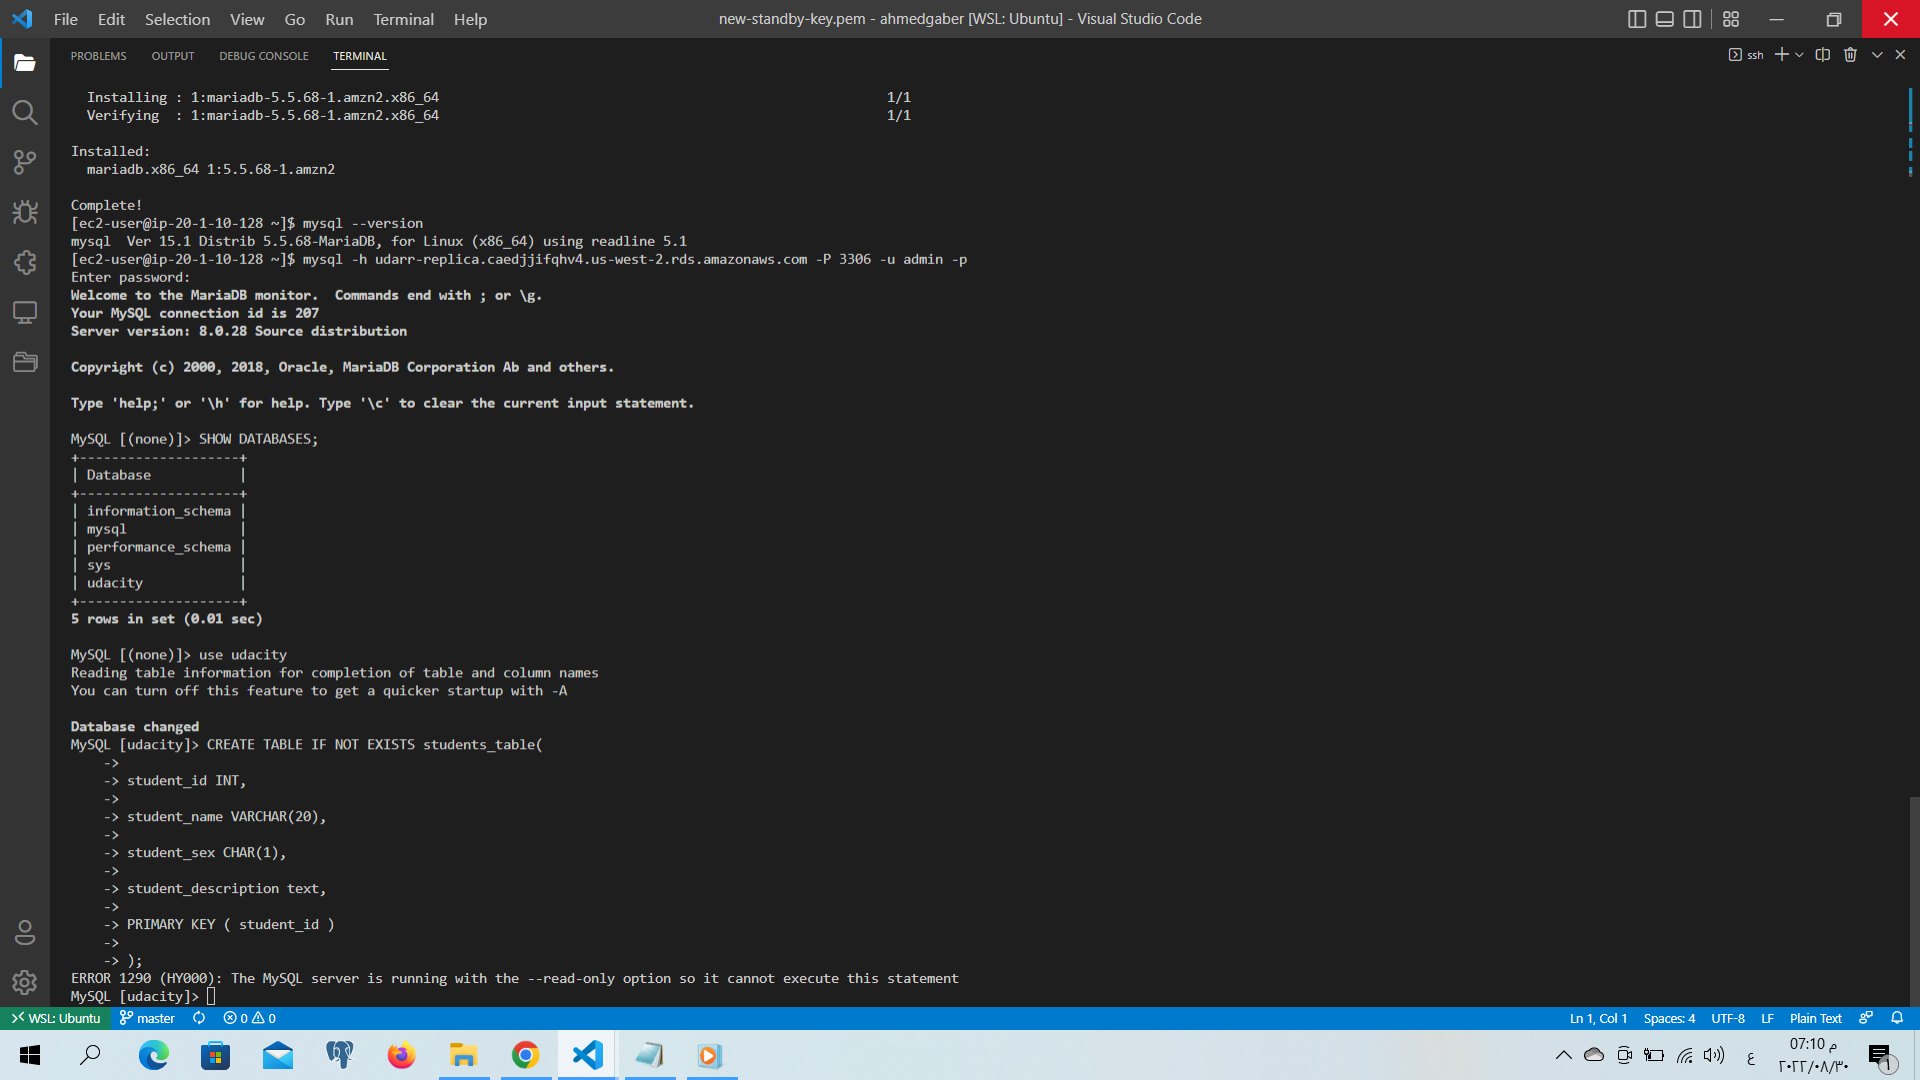 File Edit Selection View Go Run Terminal Help
new-standby-key.pem - ahmedgaber [WSL: Ubuntu] - Visual Studio Code
PROBLEMS OUTPUT DEBUG CONSOLE TERMINAL
ssh
Installing : 1:mariadb-5.5.68-1.amzn2.x86_64 1/1
Verifying  : 1:mariadb-5.5.68-1.amzn2.x86_64 1/1
Installed:
mariadb.x86_64 1:5.5.68-1.amzn2
Complete!
[ec2-user@ip-20-1-10-128 ~]$ mysql --version
mysql  Ver 15.1 Distrib 5.5.68-MariaDB, for Linux (x86_64) using readline 5.1
[ec2-user@ip-20-1-10-128 ~]$ mysql -h udarr-replica.caedjjifqhv4.us-west-2.rds.amazonaws.com -P 3306 -u admin -p
Enter password:
Welcome to the MariaDB monitor.  Commands end with ; or \g.
Your MySQL connection id is 207
Server version: 8.0.28 Source distribution
Copyright (c) 2000, 2018, Oracle, MariaDB Corporation Ab and others.
Type 'help;' or '\h' for help. Type '\c' to clear the current input statement.
MySQL [(none)]> SHOW DATABASES;
+--------------------+
| Database           |
+--------------------+
| information_schema |
| mysql              |
| performance_schema |
| sys                |
| udacity            |
+--------------------+
5 rows in set (0.01 sec)
MySQL [(none)]> use udacity
Reading table information for completion of table and column names
You can turn off this feature to get a quicker startup with -A
Database changed
MySQL [udacity]> CREATE TABLE IF NOT EXISTS students_table(
->
-> student_id INT,
->
-> student_name VARCHAR(20),
->
-> student_sex CHAR(1),
->
-> student_description text,
->
-> PRIMARY KEY ( student_id )
->
-> );
ERROR 1290 (HY000): The MySQL server is running with the --read-only option so it cannot execute this statement
MySQL [udacity]>
WSL: Ubuntu master 0 0 Ln 1, Col 1 Spaces: 4 UTF-8 LF Plain Text
ع
07:10 م
٢٠٢٢/٠٨/٣٠
١